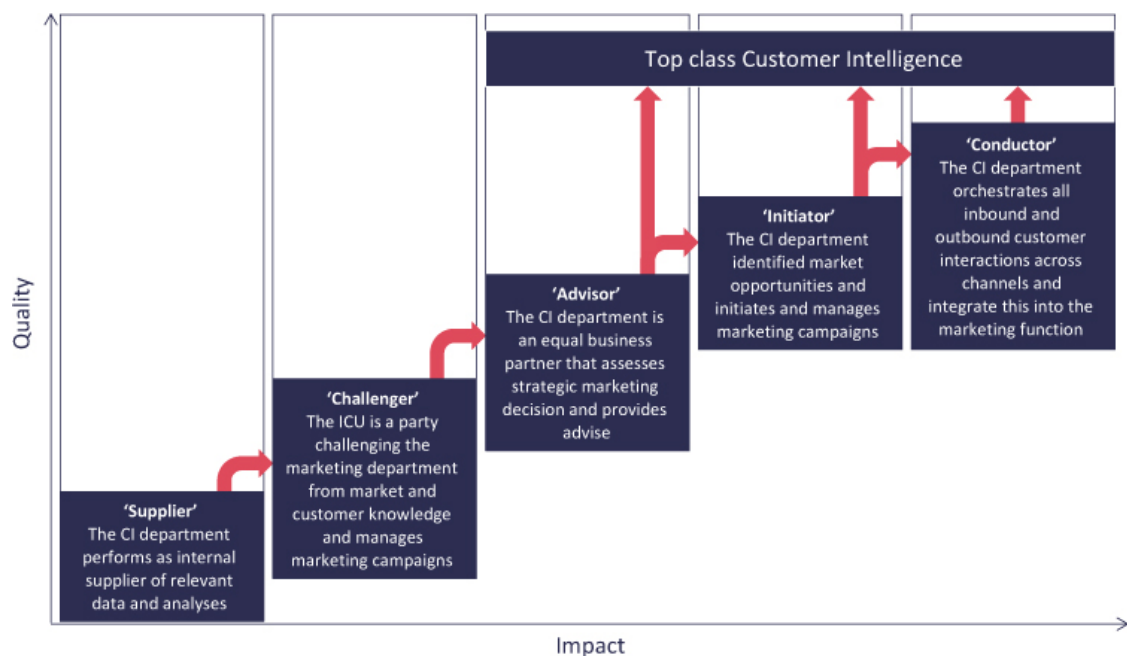 Top class Customer Intelligence
‘Conductor’
The CI department
orchestrates all
inbound and
outbound customer
interactions across
channels and
integrate this into the
marketing function
‘Initiator’
The CI department
identified market
opportunities and
initiates and manages
marketing campaigns
‘Advisor’
The CI department is
an equal business
partner that assesses
strategic marketing
decision and provides
advise
‘Challenger’
The ICU is a party
challenging the
marketing department
from market and
customer knowledge
and manages
marketing campaigns
‘Supplier’
The CI department
performs as internal
supplier of relevant
data and analyses
Quality
Impact